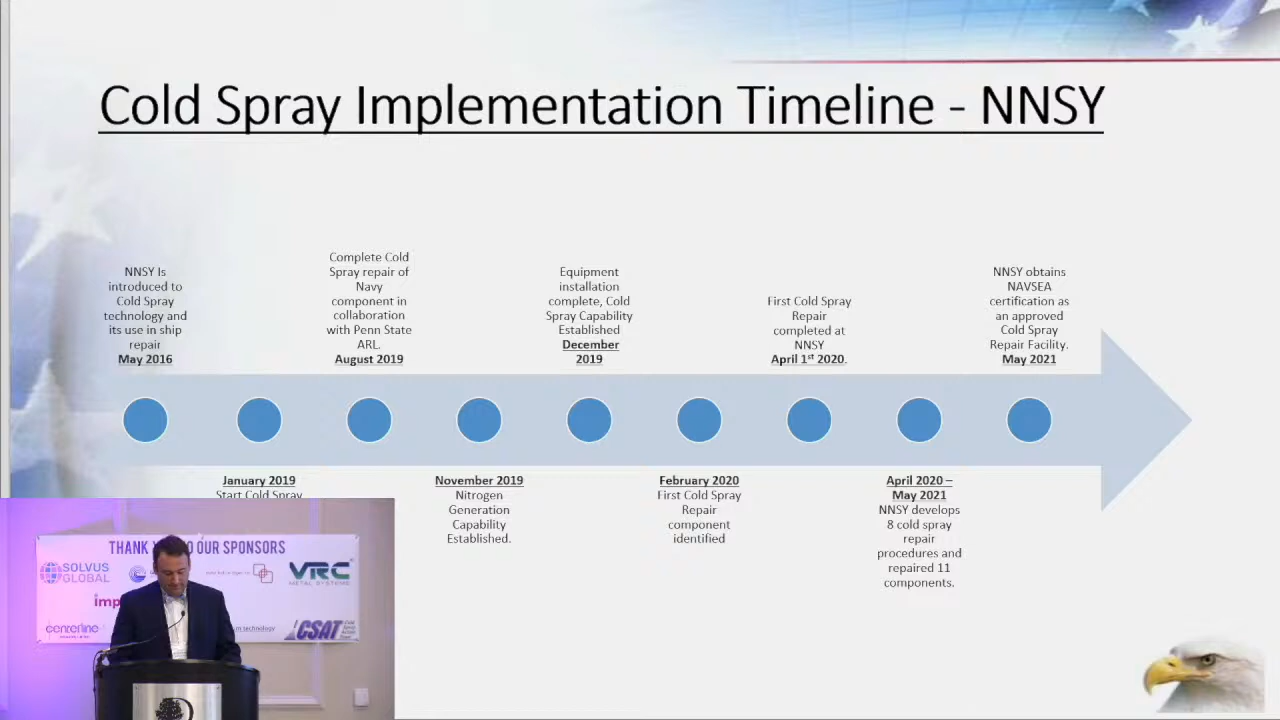 Cold Spray Implementation Timeline - NNSY
NNSY Is
introduced to
Cold Spray
technology and
its use in ship
repair
May 2016
January 2019
Start Cold Spray
Complete Cold
Spray repair of
Navy
component in
collaboration
with Penn State
ARL.
August 2019
November 2019
Nitrogen
Generation
Capability
Established.
Equipment
installation
complete, Cold
Spray Capability
Established
December
2019
February 2020
First Cold Spray
Repair
component
identified
First Cold Spray
Repair
completed at
NNSY
April 1st 2020.
April 2020 –
May 2021
NNSY develops
8 cold spray
repair
procedures and
repaired 11
components.
NNSY obtains
NAVSEA
certification as
an approved
Cold Spray
Repair Facility.
May 2021
THANK TO OUR SPONSORS
SOLVUS
GLOBAL
VRC
METAL SYSTEMS
imp
centerline
technology
CSAT